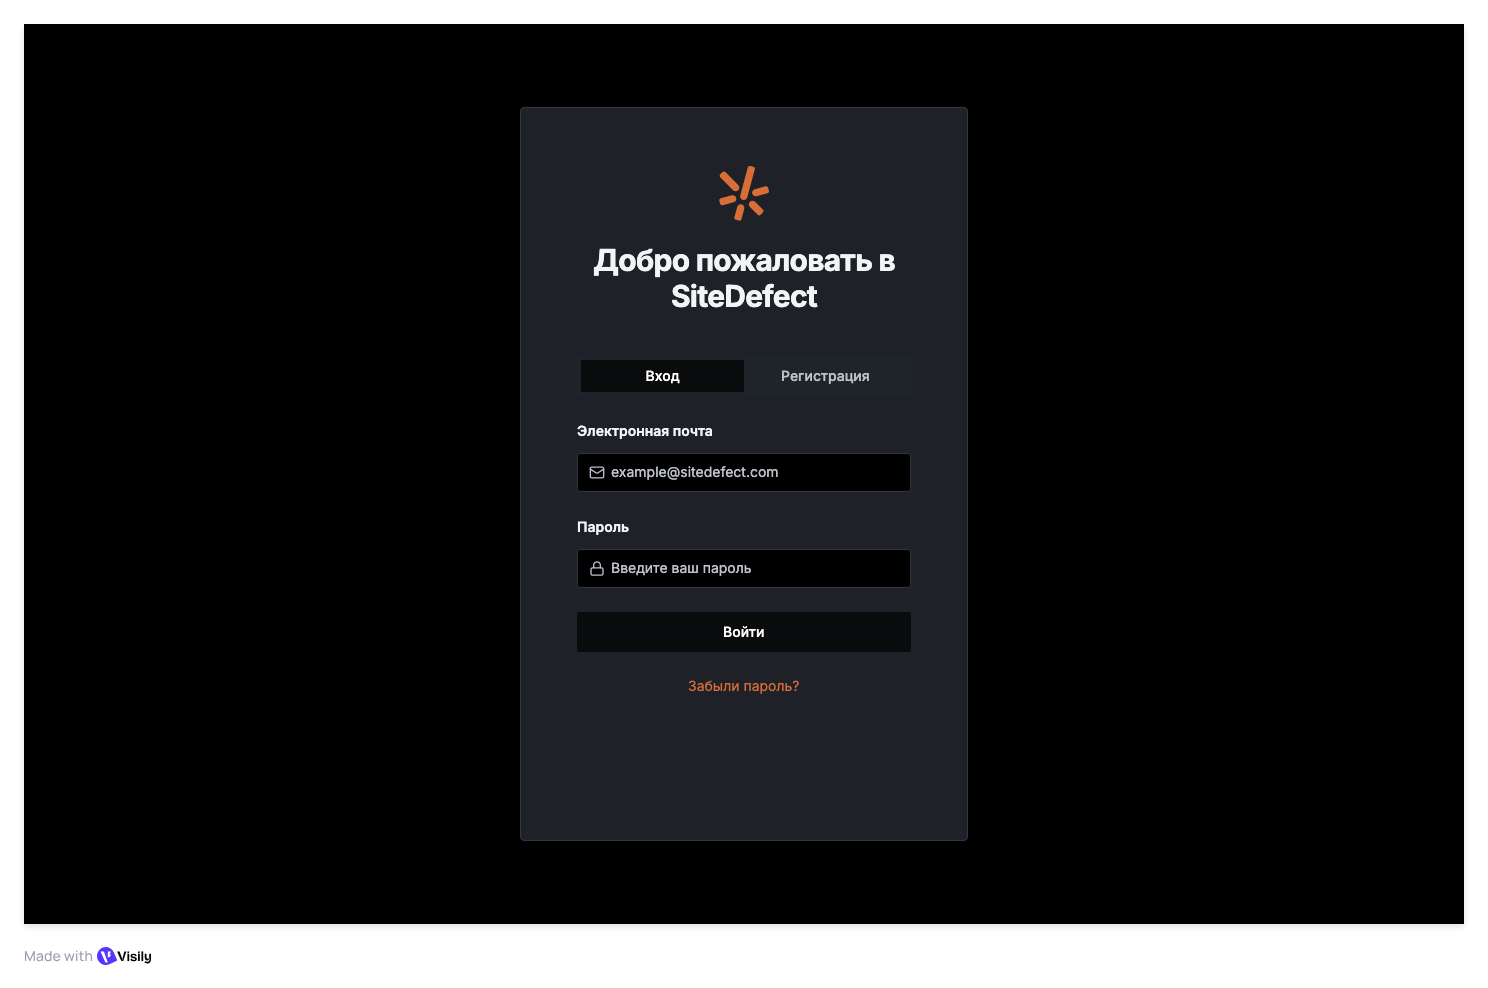 Добро пожаловать в
SiteDefect
Вход
Регистрация
Электронная почта
example@sitedefect.com
Пароль
Введите ваш пароль
Войти
Забыли пароль?
Made with Visily